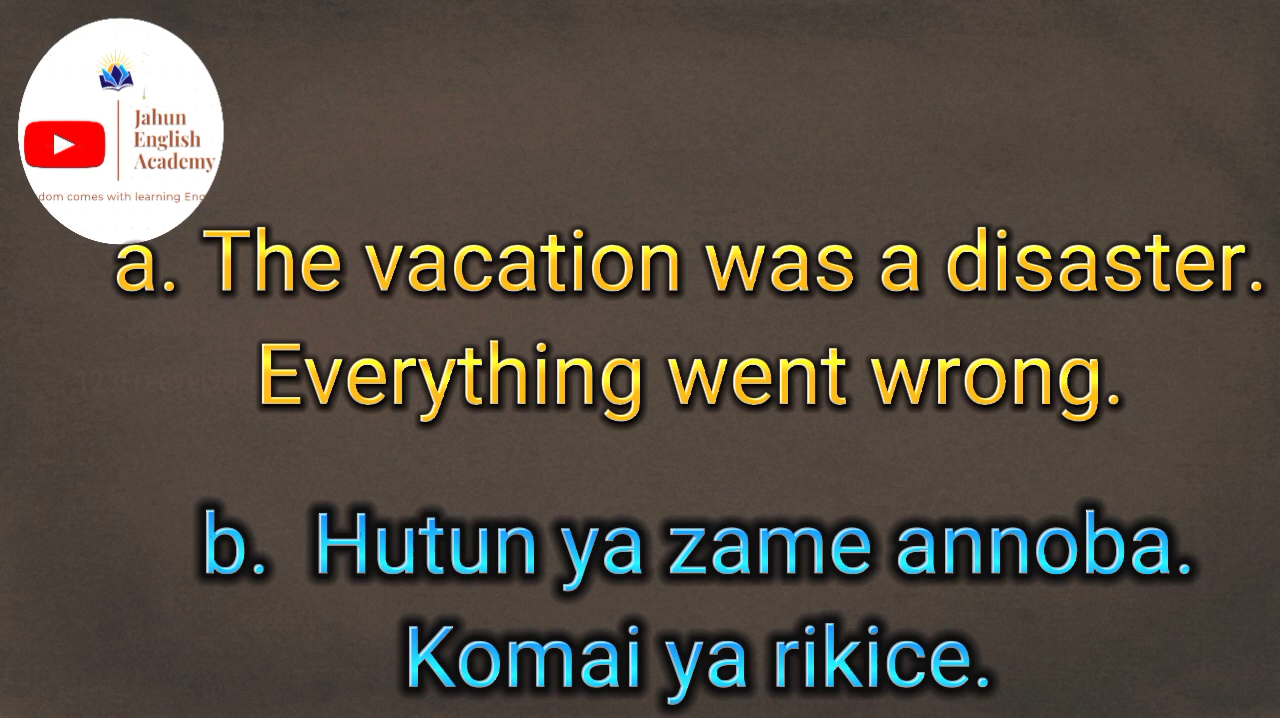 Jahun
English
Academy
dom comes with learning
a. The vacation was a disaster.
Everything went wrong.
b. Hutun ya zame annoba.
Komai ya rikice.